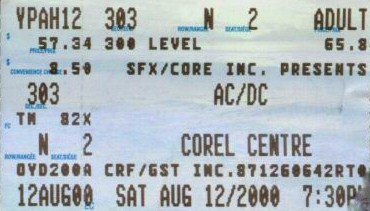 YPAH12 303 N 2 ADULT
$ 57.34 300 LEVEL 65.8
$ 8.50 SFX/CORE INC. PRESENTS
303 AC/DC
TM 82X
N 2 COREL CENTRE
OYD200A CRF/GST INC.871260642RT0
12AUG00 SAT AUG 12/2000 7:30P